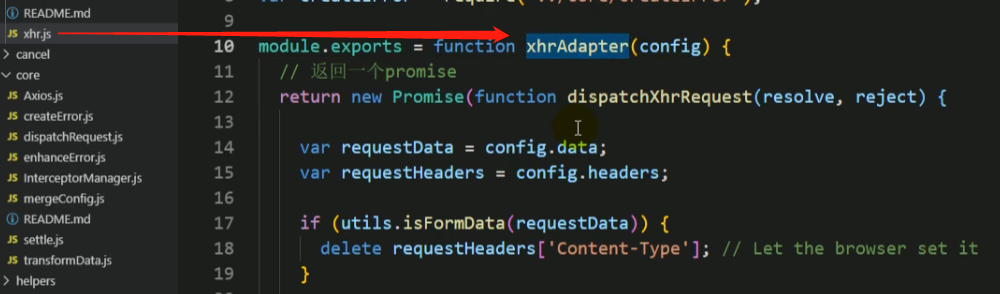 README.md
JS xhr.js
cancel
core
JS Axios.js
JS createError.js
JS dispatchRequest.js
JS enhanceError.js
JS InterceptorManager.js
JS mergeConfig.js
README.md
JS settle.js
JS transformData.js
helpers
9
10 module.exports = function xhrAdapter(config) {
11 // 返回一个promise
12 return new Promise(function dispatchXhrRequest(resolve, reject) {
13
14 var requestData = config.data;
15 var requestHeaders = config.headers;
16
17 if (utils.isFormData(requestData)) {
18 delete requestHeaders['Content-Type']; // Let the browser set it
19 }